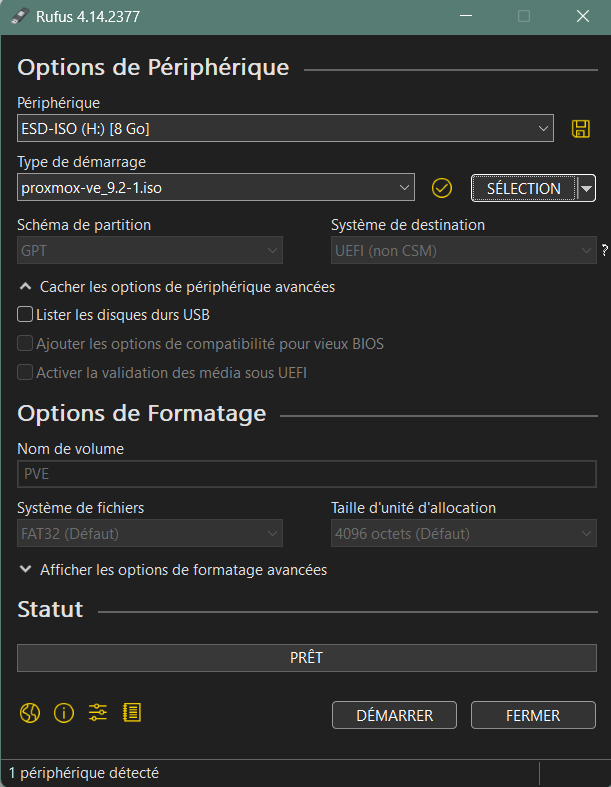 Rufus 4.14.2377
Options de Périphérique
Périphérique
ESD-ISO (H:) [8 Go]
Type de démarrage
proxmox-ve_9.2-1.iso
SÉLECTION
Schéma de partition
Système de destination
GPT
UEFI (non CSM)
?
Cacher les options de périphérique avancées
Lister les disques durs USB
Ajouter les options de compatibilité pour vieux BIOS
Activer la validation des média sous UEFI
Options de Formatage
Nom de volume
PVE
Système de fichiers
Taille d'unité d'allocation
FAT32 (Défaut)
4096 octets (Défaut)
Afficher les options de formatage avancées
Statut
PRÊT
DÉMARRER
FERMER
1 périphérique détecté